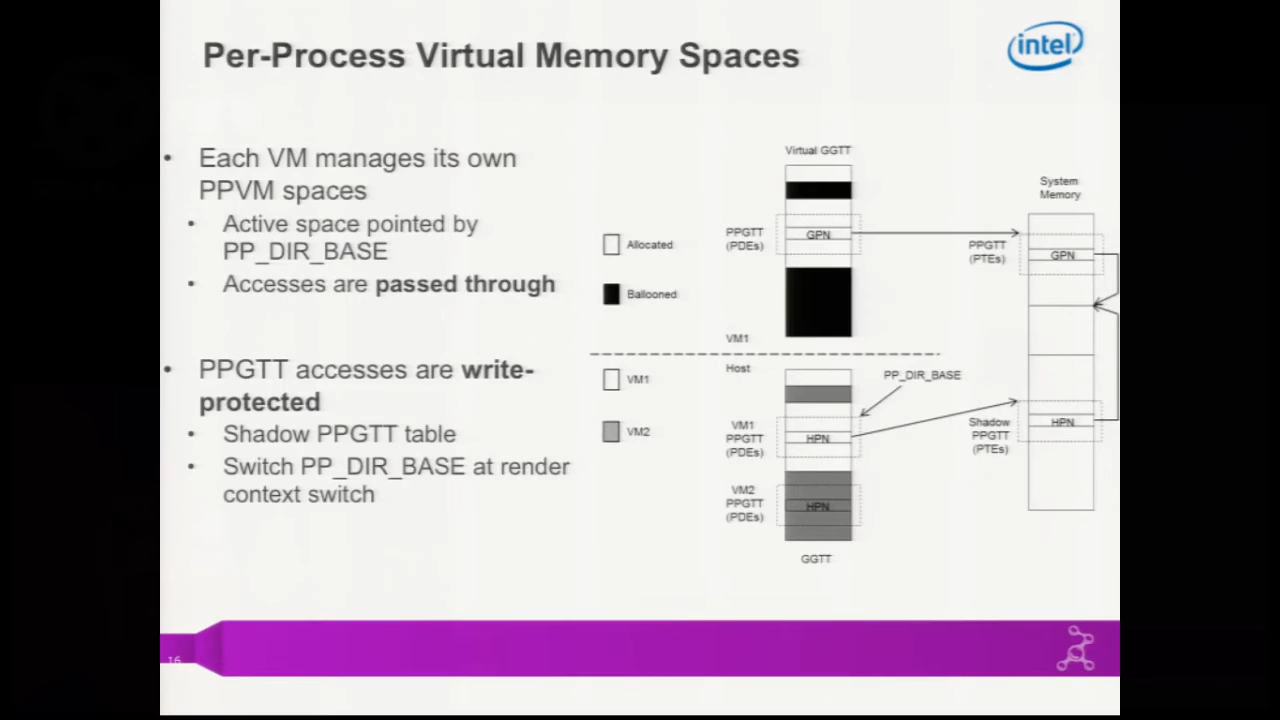 Per-Process Virtual Memory Spaces
intel
• Each VM manages its own
PPVM spaces
• Active space pointed by
PP_DIR_BASE
• Accesses are passed through
• PPGTT accesses are write-
protected
• Shadow PPGTT table
• Switch PP_DIR_BASE at render
context switch
Allocated
Ballooned
VM1
VM2
Virtual GGTT
PPGTT
(PDEs)
GPN
VM1
Host
PP_DIR_BASE
VM1
PPGTT
(PDEs)
HPN
VM2
PPGTT
(PDEs)
HPN
GGTT
System
Memory
PPGTT
(PTEs)
GPN
Shadow
PPGTT
(PTEs)
HPN
16